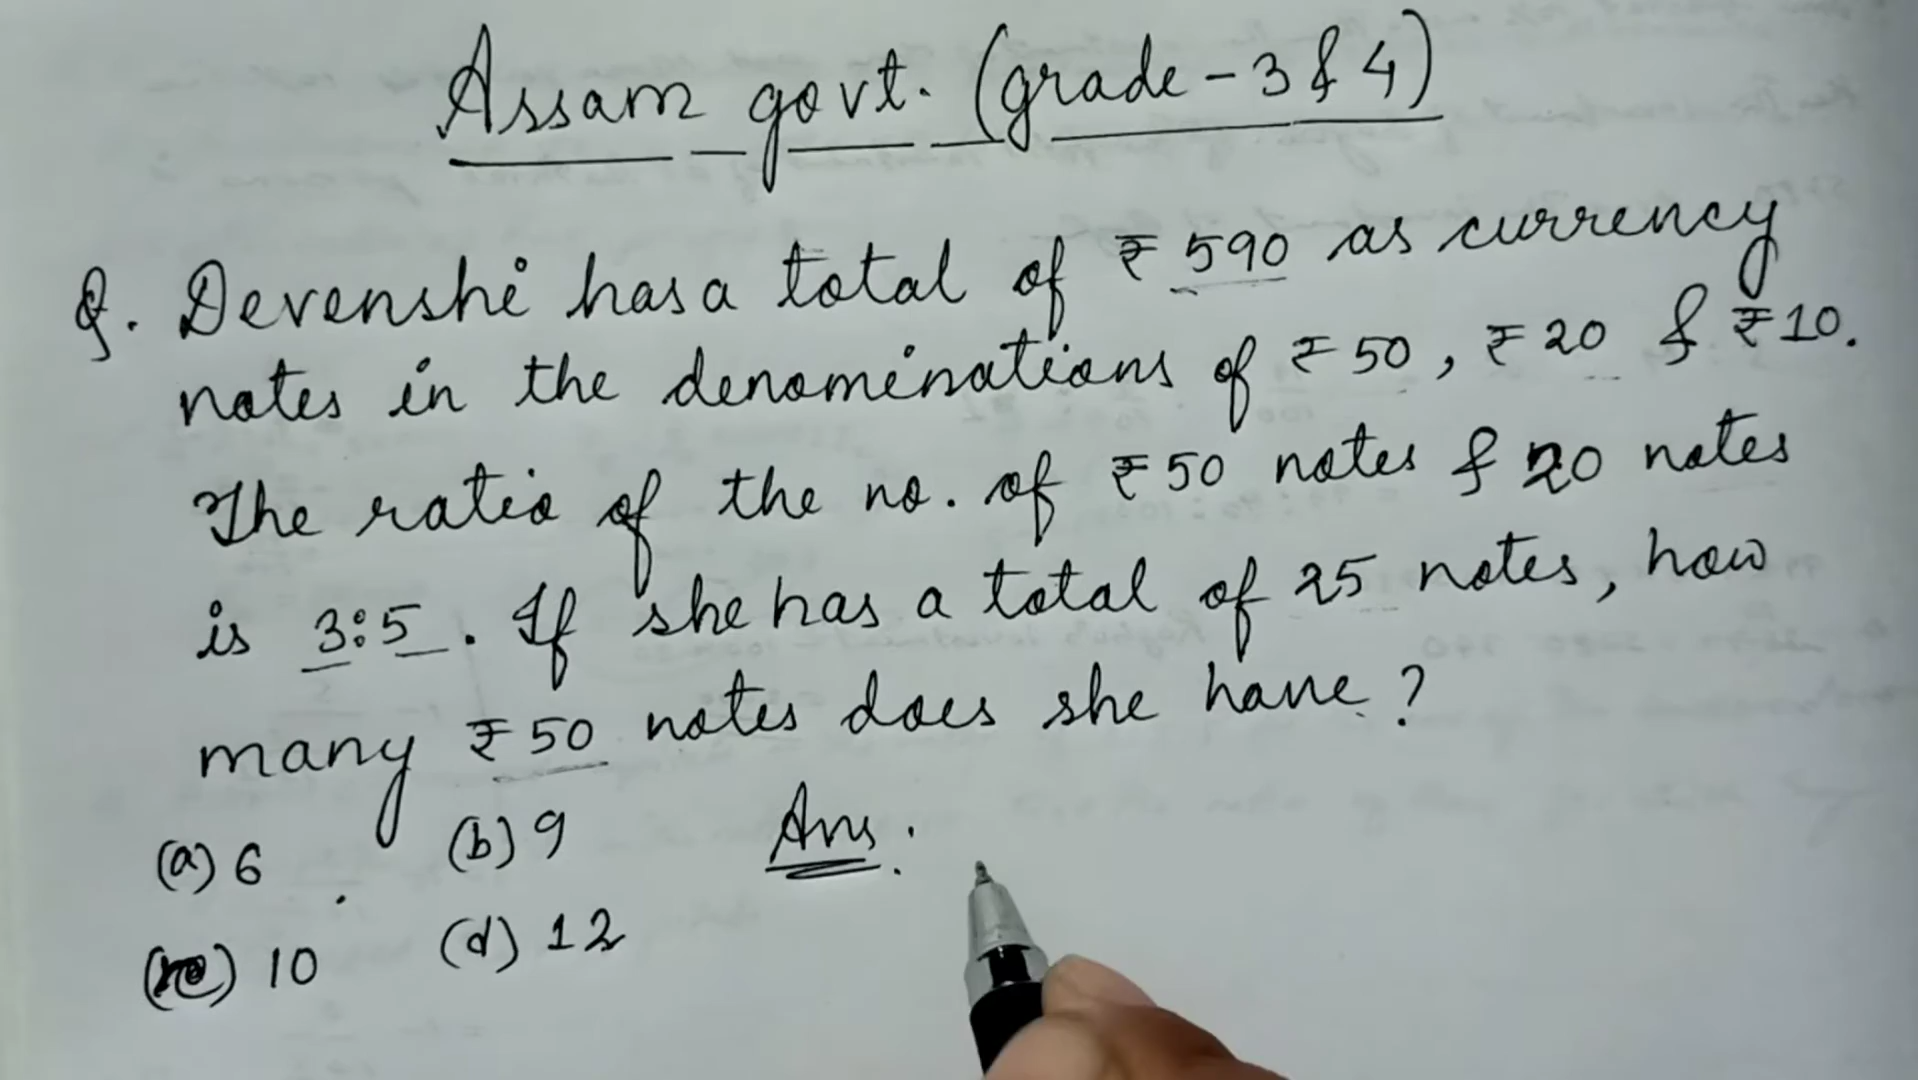 Assam govt. (grade-3 & 4)
Q. Devenshi has a total of ₹590 as currency
notes in the denominations of ₹50, ₹20 & ₹10.
The ratio of the no. of ₹50 notes & 20 notes
is 3:5. If she has a total of 25 notes, how
many ₹50 notes does she have?
(a) 6 (b) 9 Ans:
(c) 10 (d) 12